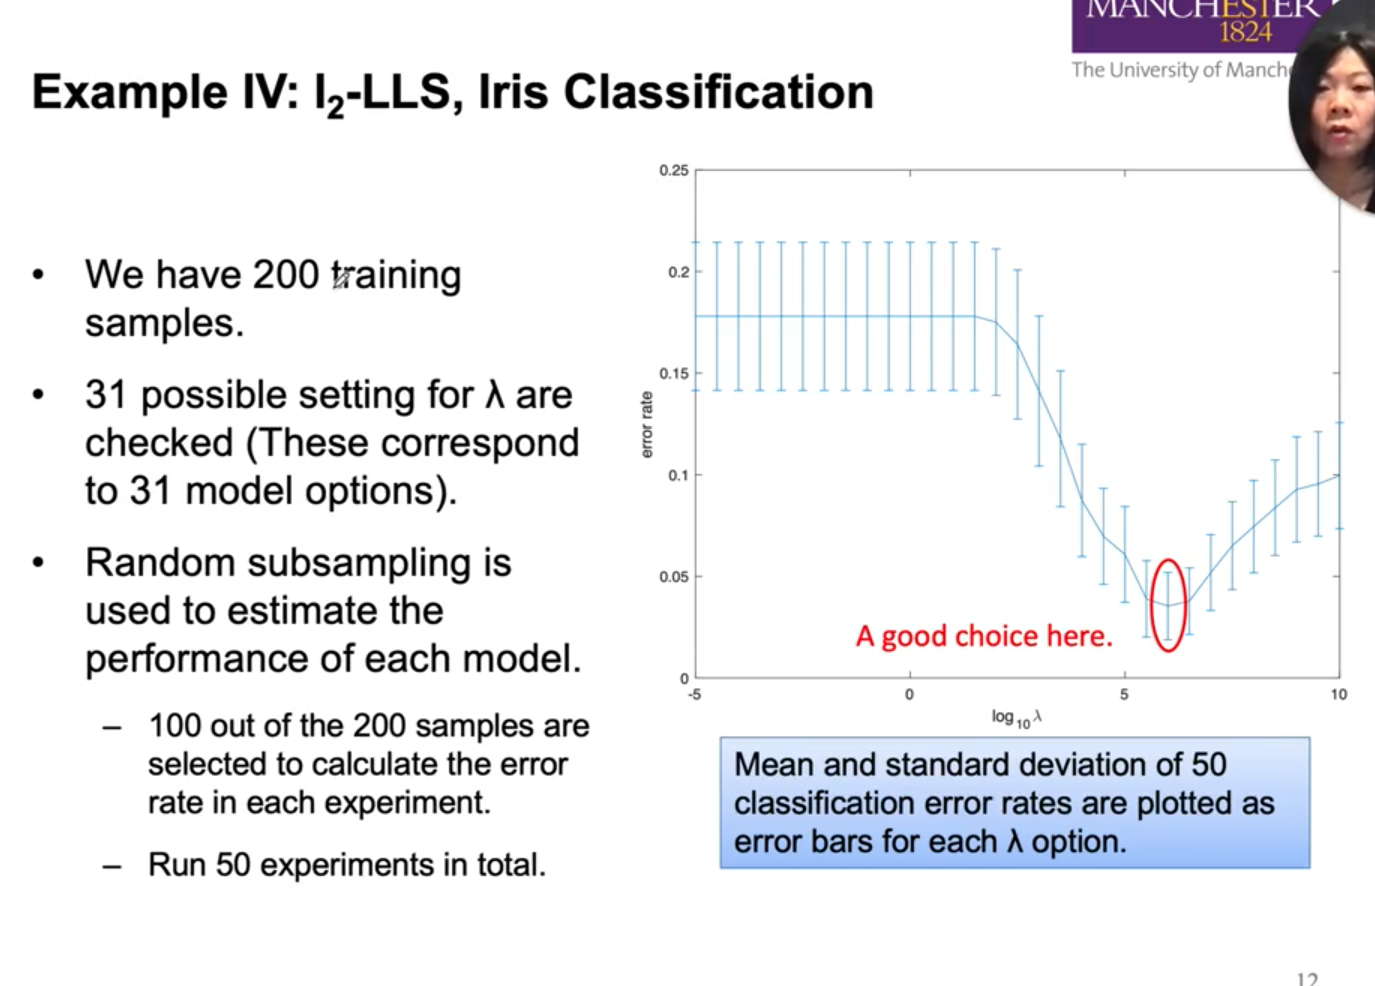 MANCHESTER
1824
The University of Manche
Example IV: l2-LLS, Iris Classification
• We have 200 training
samples.
• 31 possible setting for λ are
checked (These correspond
to 31 model options).
• Random subsampling is
used to estimate the
performance of each model.
– 100 out of the 200 samples are
selected to calculate the error
rate in each experiment.
– Run 50 experiments in total.
0.25
0.2
0.15
0.1
0.05
0
error rate
A good choice here.
-5 0 5 10
log10 λ
Mean and standard deviation of 50
classification error rates are plotted as
error bars for each λ option.
12